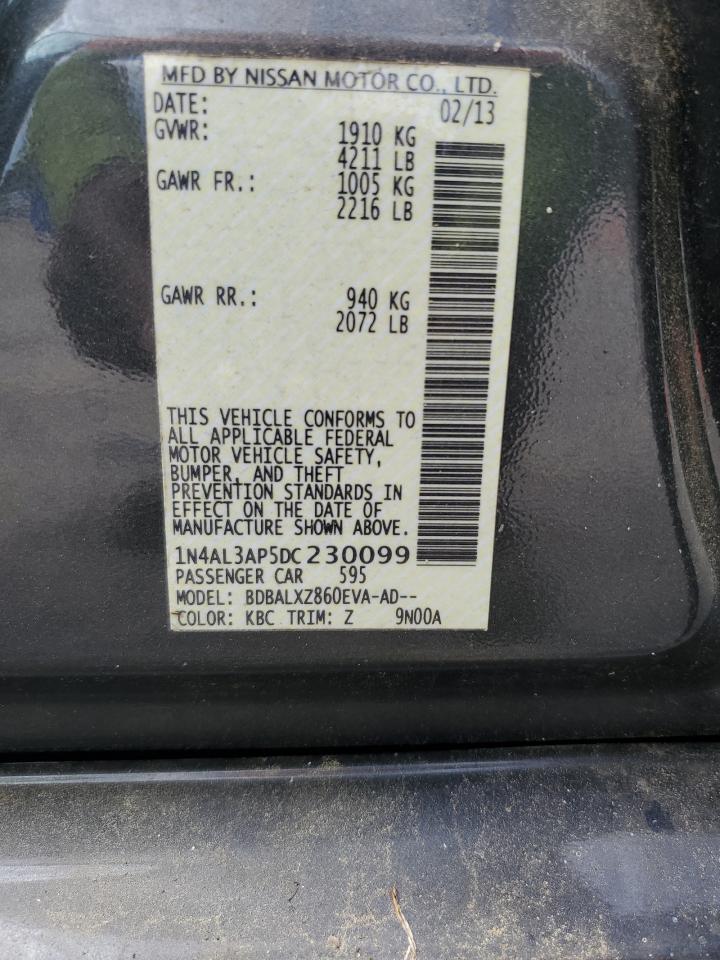 MFD BY NISSAN MOTOR CO., LTD.
DATE: 02/13
GVWR: 1910 KG
4211 LB
GAWR FR.: 1005 KG
2216 LB
GAWR RR.: 940 KG
2072 LB
THIS VEHICLE CONFORMS TO
ALL APPLICABLE FEDERAL
MOTOR VEHICLE SAFETY,
BUMPER, AND THEFT
PREVENTION STANDARDS IN
EFFECT ON THE DATE OF
MANUFACTURE SHOWN ABOVE.
1N4AL3AP5DC230099
PASSENGER CAR 595
MODEL: BDBALXZ860EVA-AD--
COLOR: KBC TRIM: Z 9N00A